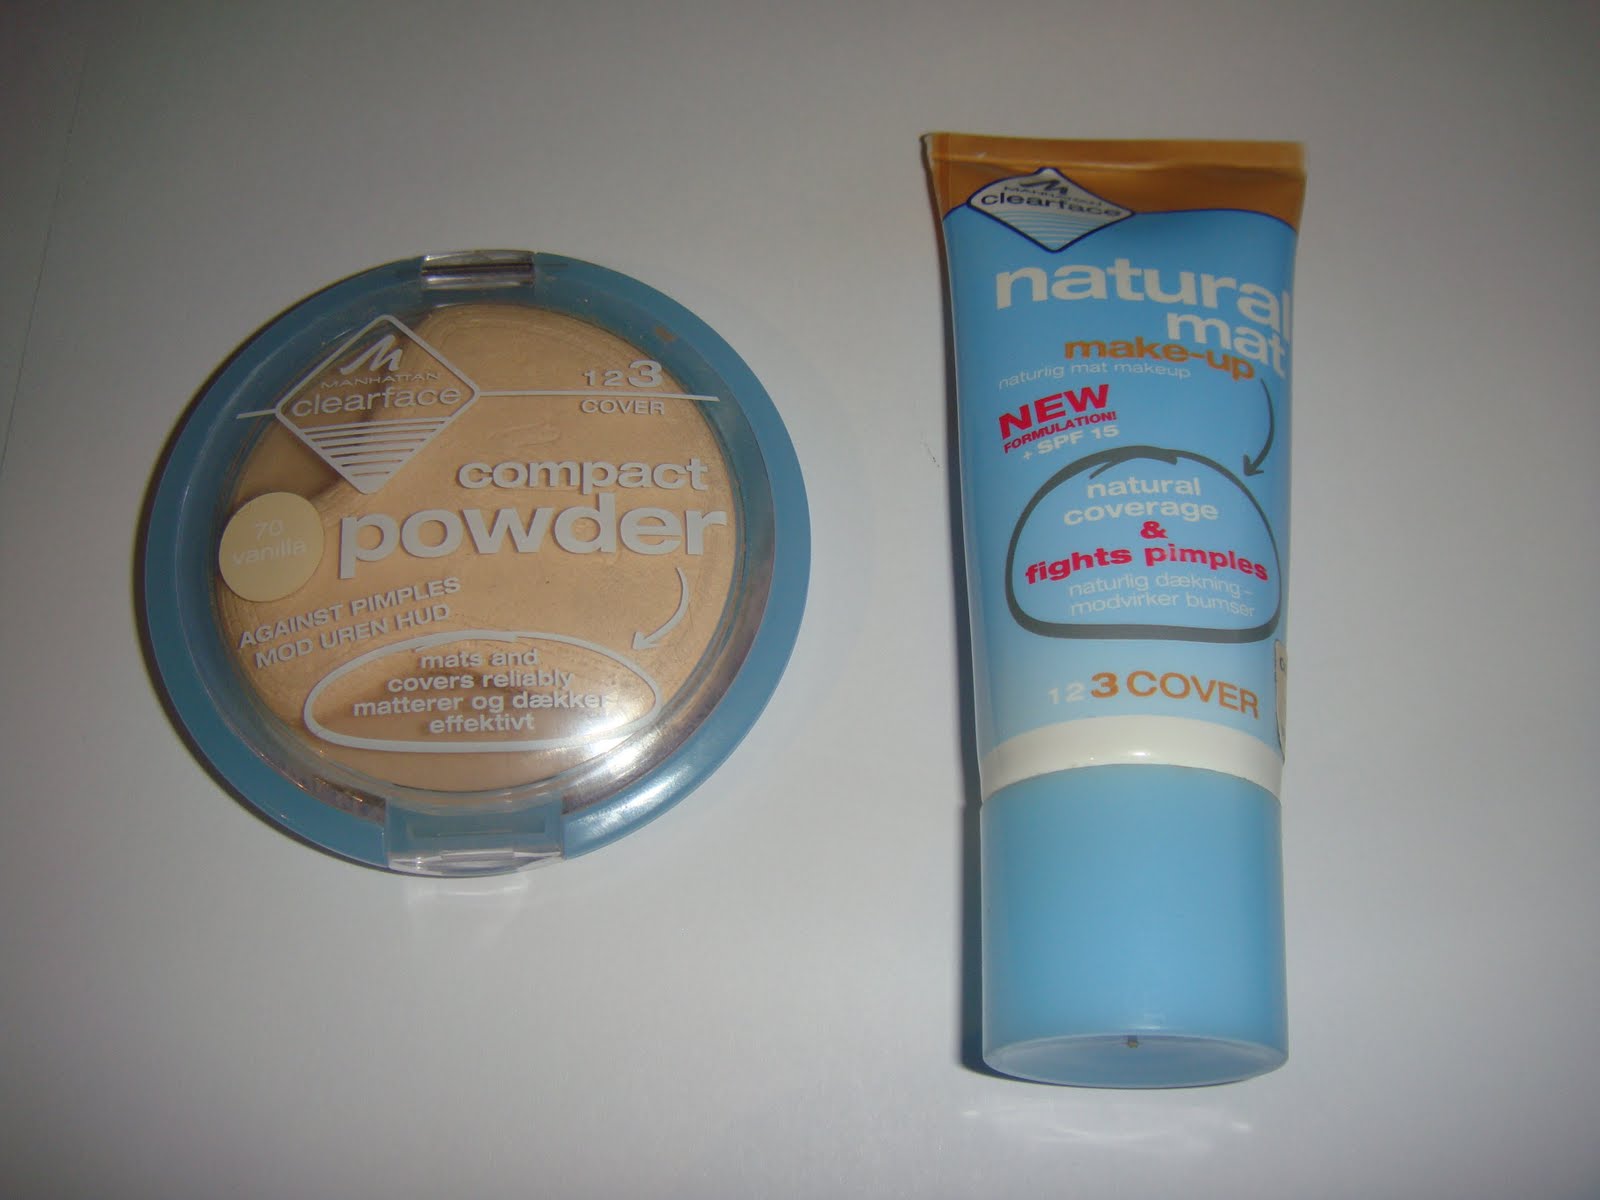 MANHATTAN
clearface
123
COVER
compact
powder
70
vanilla
AGAINST PIMPLES
MOD UREN HUD
mats and
covers reliably
matterer og dækker
effektivt
MANHATTAN
clearface
natural
mat
make-up
naturlig mat makeup
NEW
FORMULATION!
+ SPF 15
natural
coverage
&
fights pimples
naturlig dækning–
modvirker bumser
123 COVER